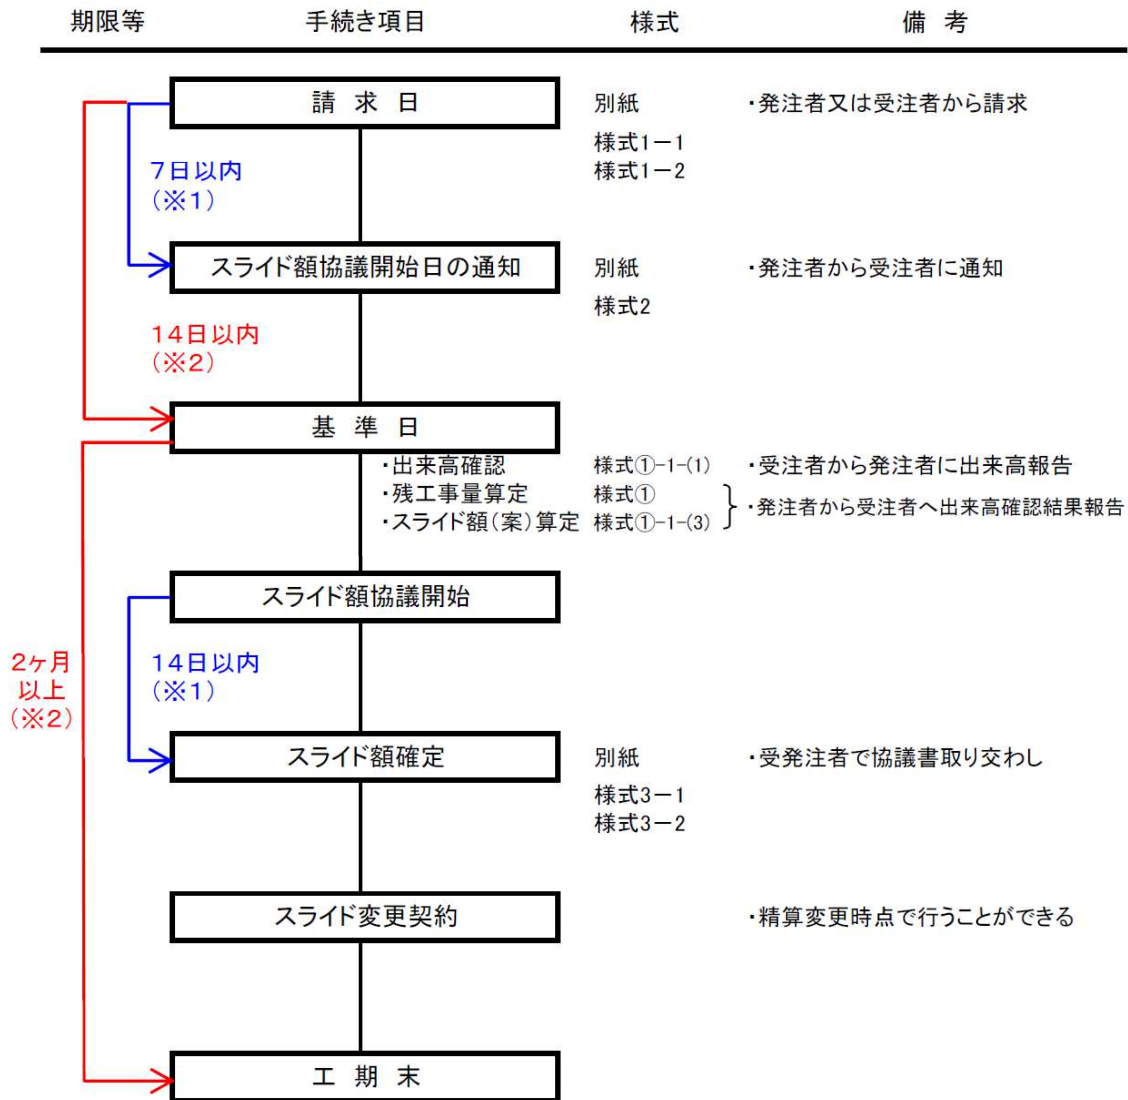 期限等 手続き項目 様式 備 考
請 求 日 別紙 ・発注者又は受注者から請求
様式1－1
7日以内 様式1－2
(※1)
スライド額協議開始日の通知 別紙 ・発注者から受注者に通知
様式2
14日以内
(※2)
基 準 日
・出来高確認 様式①-1-(1) ・受注者から発注者に出来高報告
・残工事量算定 様式①
・スライド額(案)算定 様式①-1-(3) ・発注者から受注者へ出来高確認結果報告
スライド額協議開始
2ヶ月 14日以内
以上 (※1)
(※2)
スライド額確定 別紙 ・受発注者で協議書取り交わし
様式3－1
様式3－2
スライド変更契約 ・精算変更時点で行うことができる
工 期 末